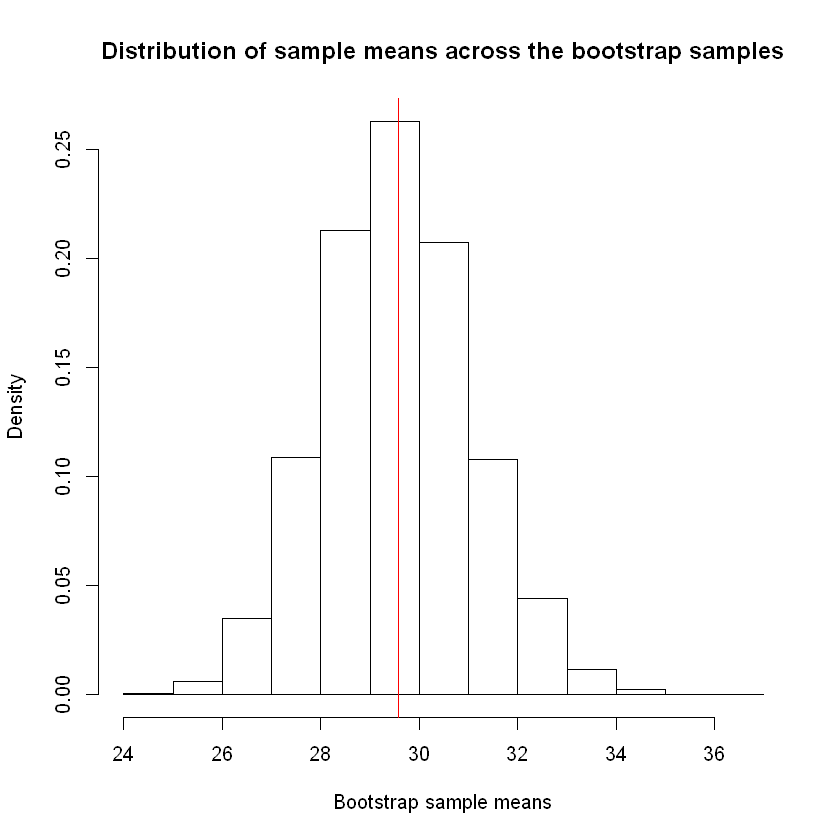 Distribution of sample means across the bootstrap samples
Density
0.25
0.20
0.15
0.10
0.05
0.00
24 26 28 30 32 34 36
Bootstrap sample means